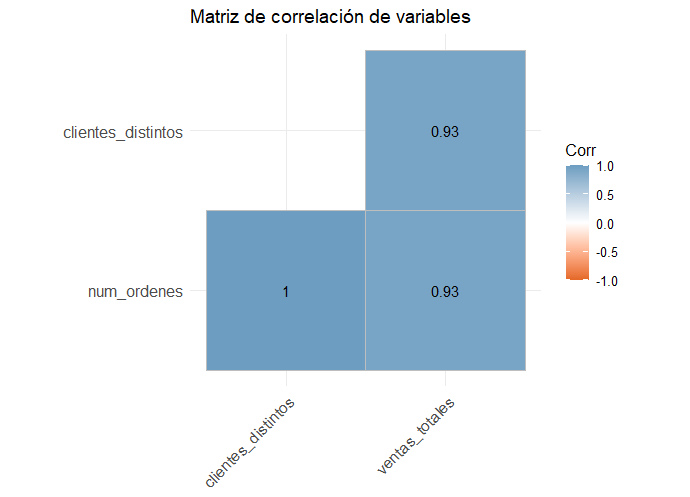 Matriz de correlación de variables
clientes_distintos
0.93
num_ordenes
1
0.93
clientes_distintos
ventas_totales
Corr
1.0
0.5
0.0
-0.5
-1.0